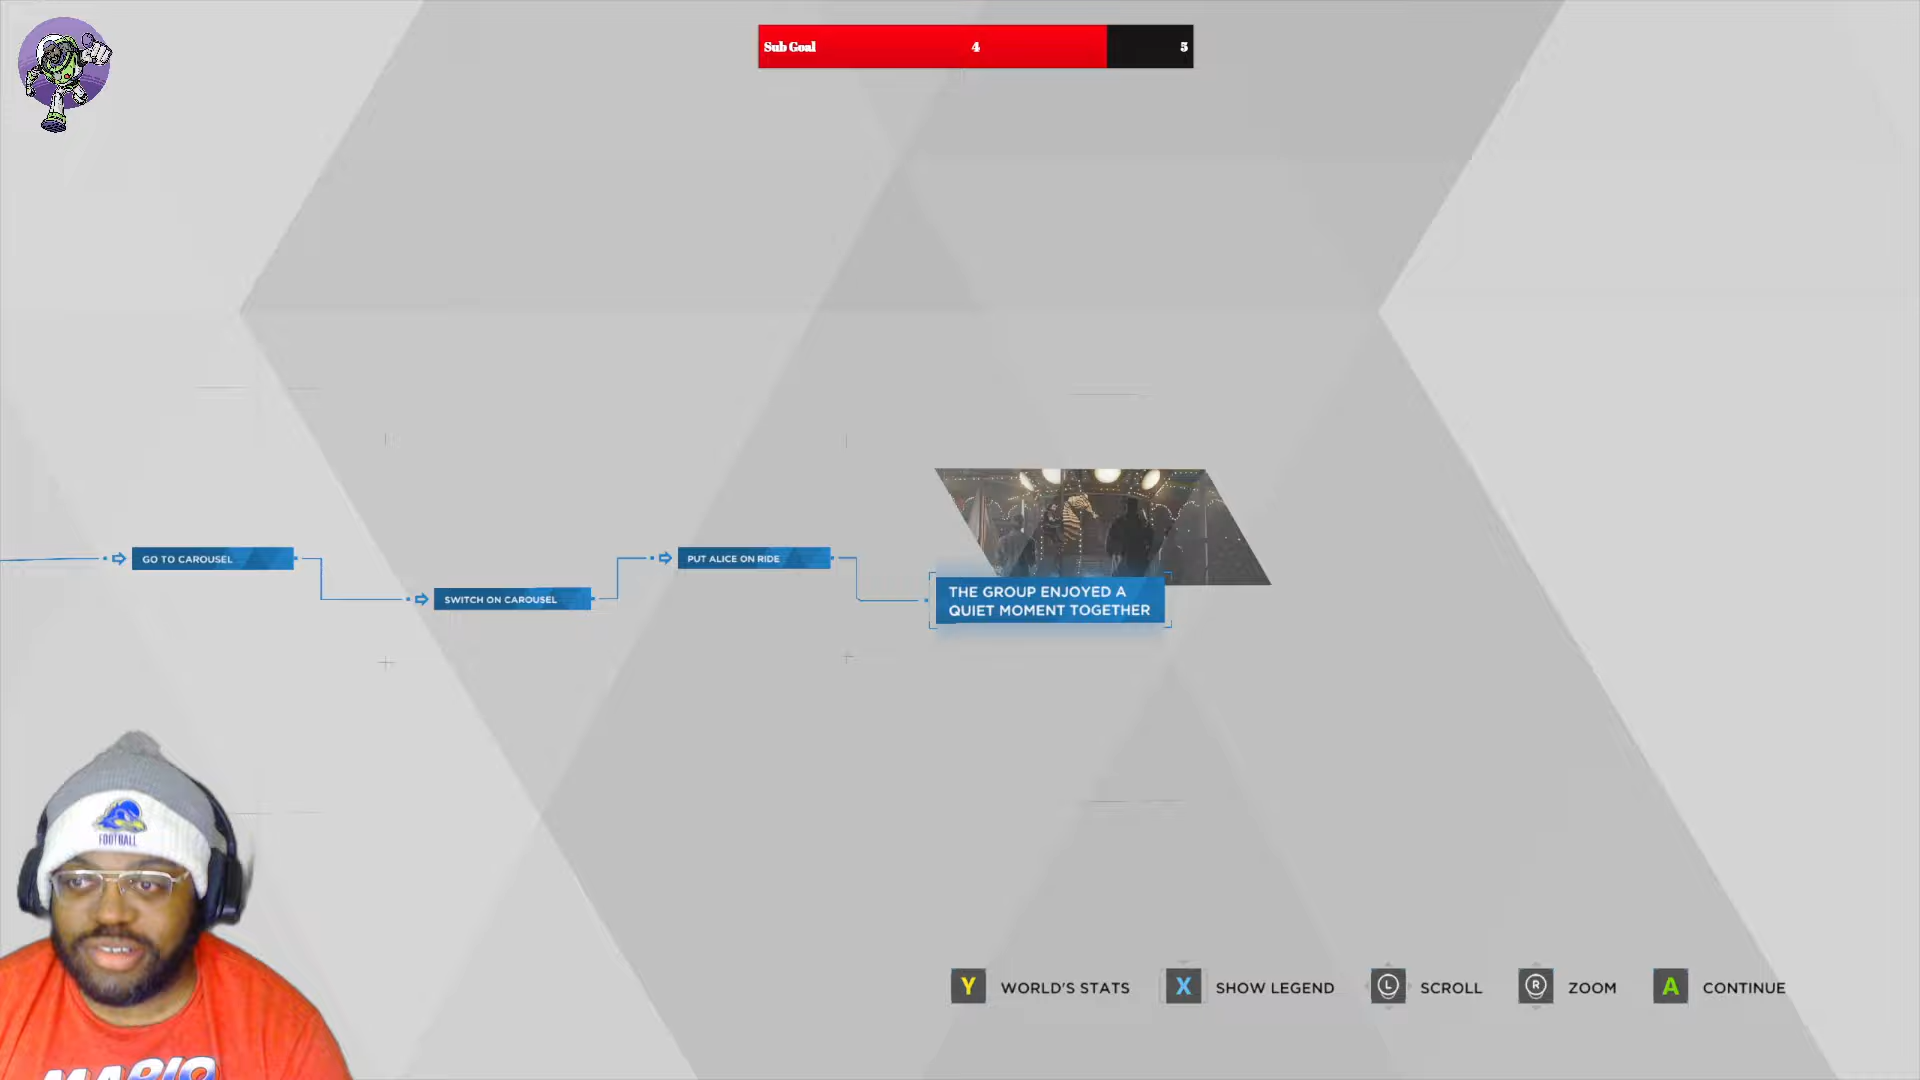 Sub Goal 4 5
GO TO CAROUSEL
PUT ALICE ON RIDE
SWITCH ON CAROUSEL
THE GROUP ENJOYED A
QUIET MOMENT TOGETHER
FOOTBALL
MARIO
Y WORLD'S STATS X SHOW LEGEND L SCROLL R ZOOM A CONTINUE